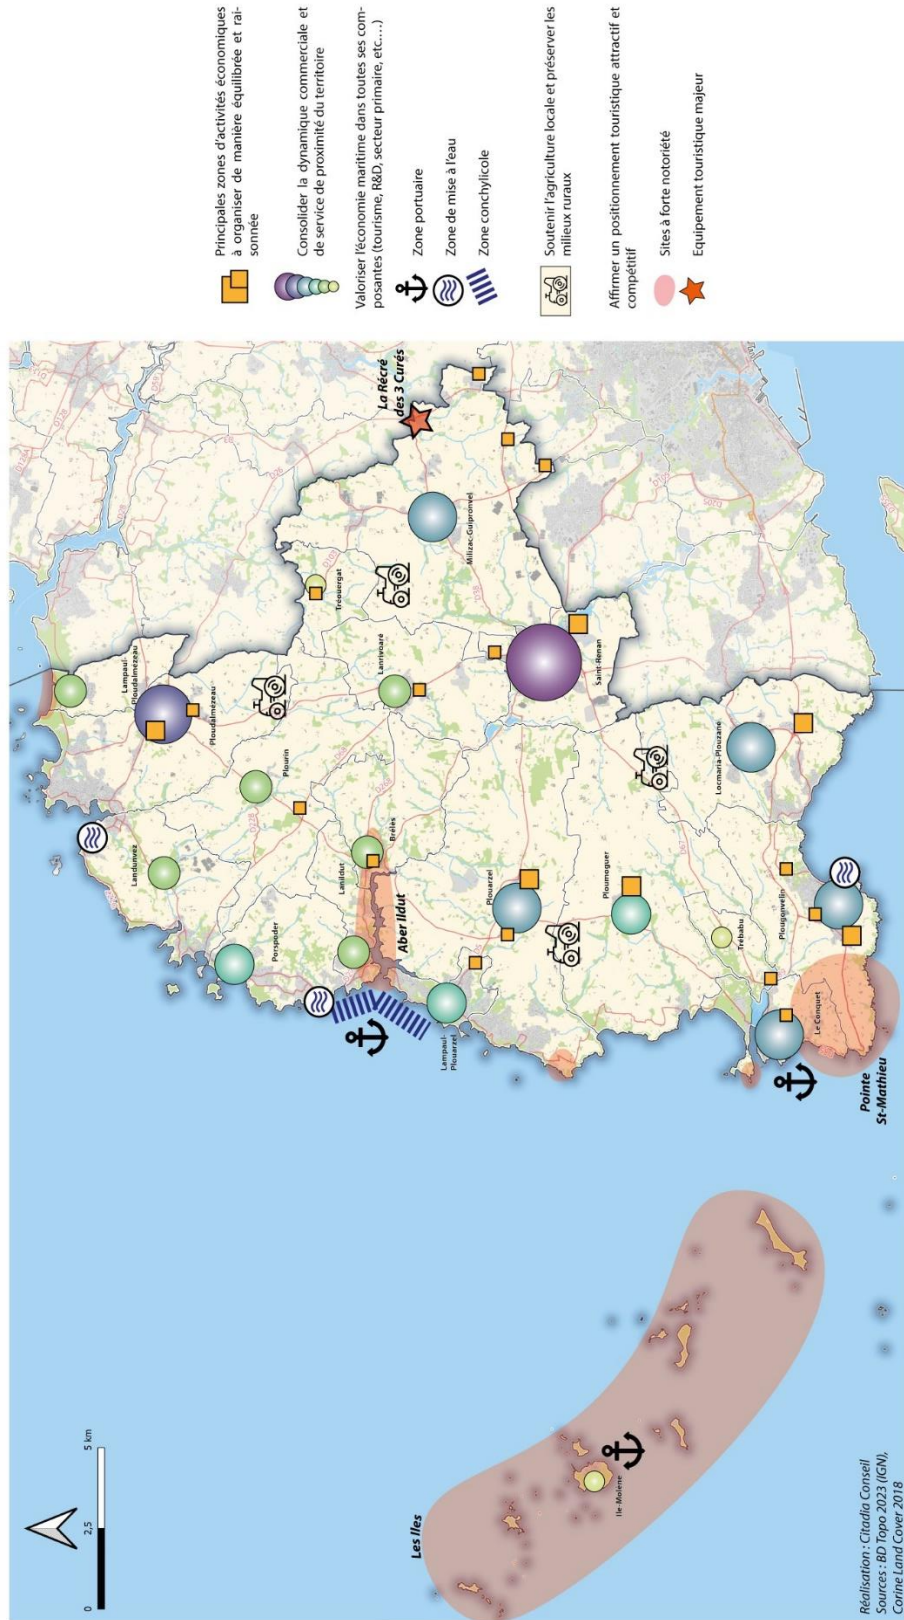 Principales zones d'activités économiques
à organiser de manière équilibrée et rai-
sonnée
Consolider la dynamique commerciale et
de service de proximité du territoire
Valoriser l'économie maritime dans toutes ses com-
posantes (tourisme, R&D, secteur primaire, etc....)
Zone portuaire
Zone de mise à l'eau
Zone conchylicole
Soutenir l'agriculture locale et préserver les
milieux ruraux
Affirmer un positionnement touristique attractif et
compétitif
Sites à forte notoriété
Equipement touristique majeur
0
2,5
5 km
Les Iles
Ile-Molène
Réalisation : Citadia Conseil
Sources : BD Topo 2023 (IGN),
Corine Land Cover 2018
Lampaul-
Ploudalmézeau
Ploudalmézeau
Landunvez
Plourin
Porspoder
Tréouergat
La Récré
des 3 Curés
Milizac-Guipronvel
Lanrivoaré
Lanildut
Brélès
Aber Ildut
Lampaul-
Plouarzel
Plouarzel
Saint-Renan
Ploumoguer
Locmaria-Plouzane
Trébabu
Plougonvelin
Le Conquet
Pointe
St-Mathieu
D26
D28
D38
D168